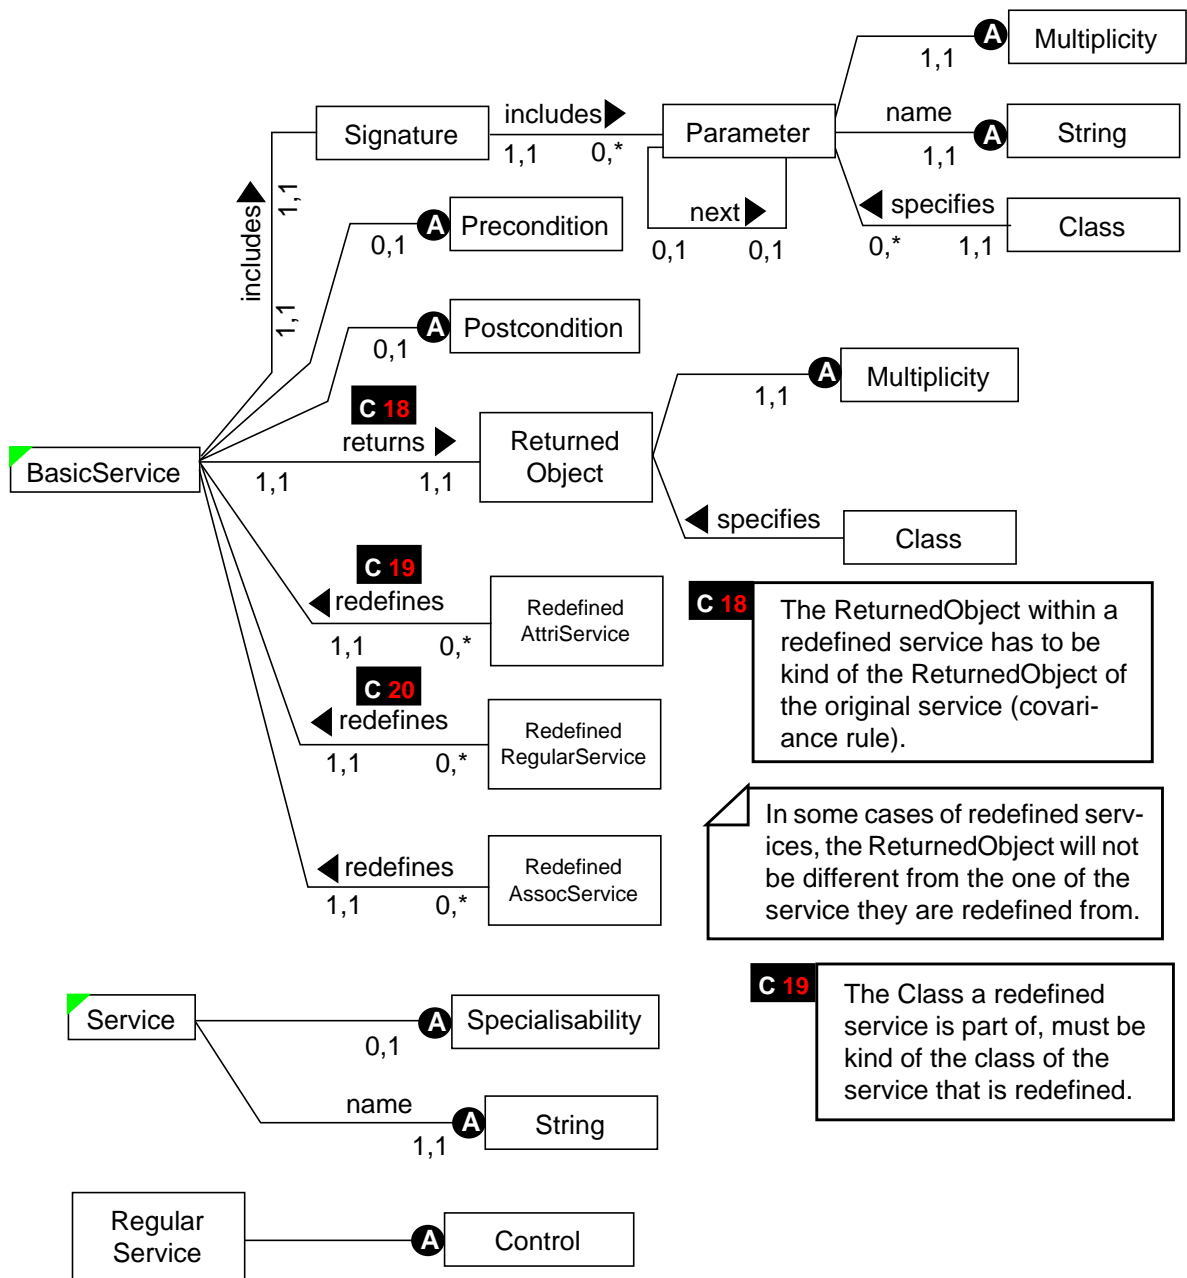 A
Multiplicity
1,1
includes
Signature
1,1
0,*
Parameter
name
A
String
1,1
next
0,1
0,1
specifies
0,*
1,1
Class
includes
1,1
1,1
A
Precondition
0,1
A
Postcondition
0,1
C 18
returns
BasicService
1,1
1,1
Returned
Object
A
Multiplicity
1,1
specifies
Class
C 19
redefines
1,1
0,*
Redefined
AttriService
C 20
redefines
1,1
0,*
Redefined
RegularService
redefines
1,1
0,*
Redefined
AssocService
C 18
The ReturnedObject within a
redefined service has to be
kind of the ReturnedObject of
the original service (covari-
ance rule).
In some cases of redefined serv-
ices, the ReturnedObject will not
be different from the one of the
service they are redefined from.
C 19
The Class a redefined
service is part of, must be
kind of the class of the
service that is redefined.
Service
A
Specialisability
0,1
name
A
String
1,1
Regular
Service
A
Control